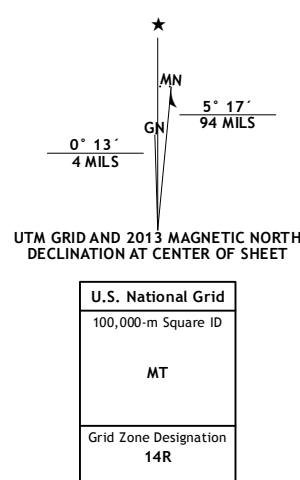 MN
GN
5° 17´
94 MILS
0° 13´
4 MILS
UTM GRID AND 2013 MAGNETIC NORTH
DECLINATION AT CENTER OF SHEET
U.S. National Grid
100,000-m Square ID
MT
Grid Zone Designation
14R